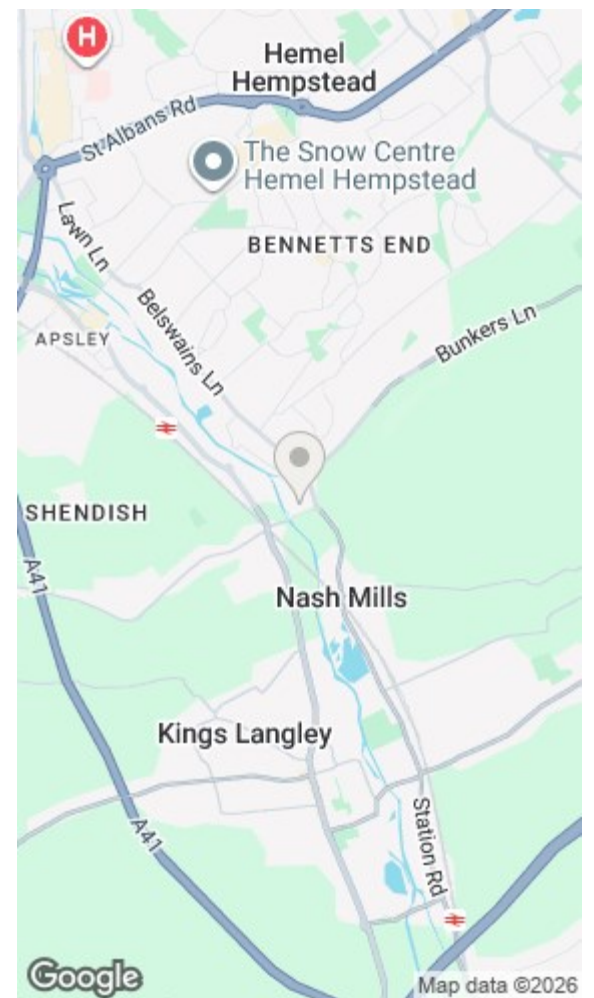 H
Hemel
Hempstead
St Albans Rd
The Snow Centre
Hemel Hempstead
Lawn Ln
BENNETTS END
Belswains Ln
Bunkers Ln
APSLEY
SHENDISH
A41
Nash Mills
Kings Langley
A41
Station Rd
Google
Map data ©2026